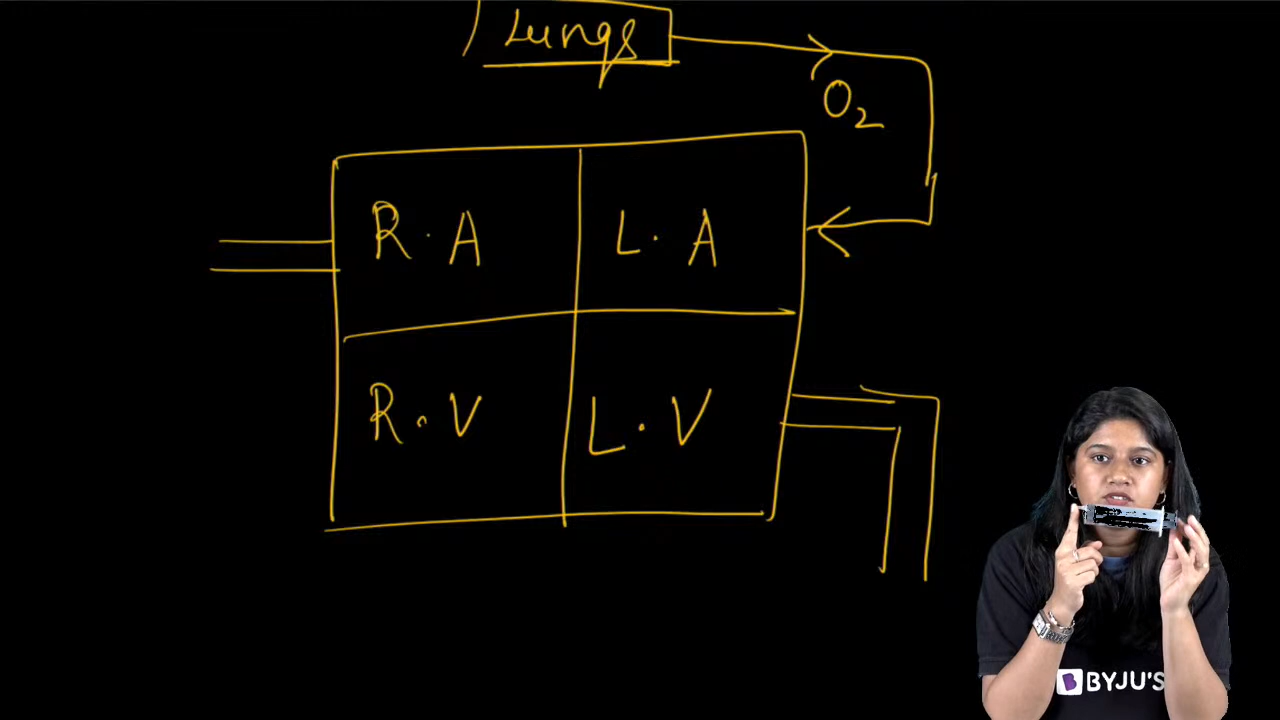 Lungs
O₂
R. A
L. A
R. V
L. V
B BYJU'S